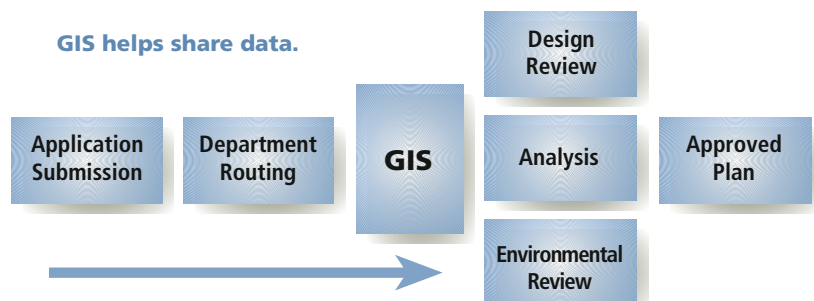 GIS helps share data.
Application
Submission
Department
Routing
GIS
Design
Review
Analysis
Environmental
Review
Approved
Plan